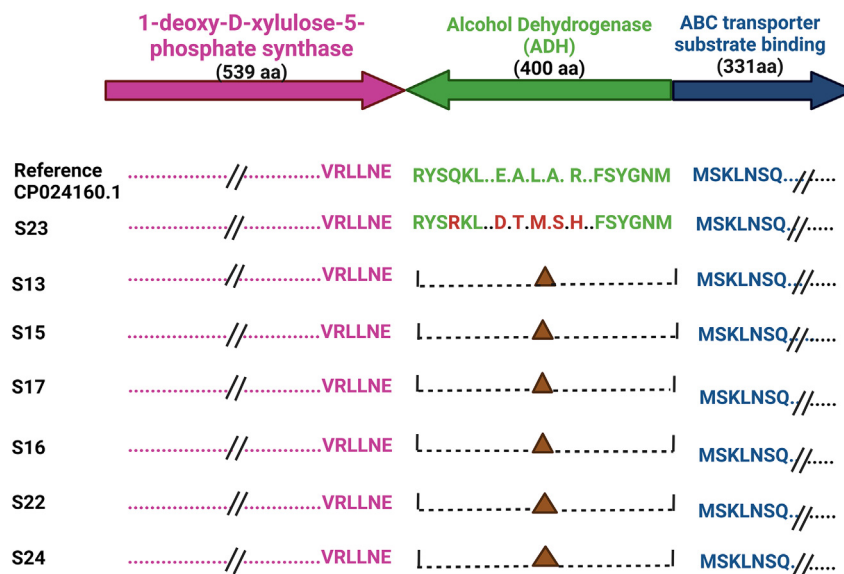 1-deoxy-D-xylulose-5-
phosphate synthase
(539 aa)
Alcohol Dehydrogenase
(ADH)
(400 aa)
ABC transporter
substrate binding
(331aa)
Reference
CP024160.1
......................//...............VRLLNE RYSQKL..E.A.L.A. R..FSYGNM MSKLNSQ...//.....
S23 ......................//...............VRLLNE RYSRKL..D.T.M.S.H..FSYGNM MSKLNSQ..//.....
S13 ......................//...............VRLLNE MSKLNSQ...//.....
S15 ......................//...............VRLLNE MSKLNSQ..//.....
S17 ......................//...............VRLLNE MSKLNSQ..//.....
S16 ......................//...............VRLLNE MSKLNSQ..//.....
S22 ......................//...............VRLLNE MSKLNSQ..//.....
S24 ......................//...............VRLLNE MSKLNSQ..//.....